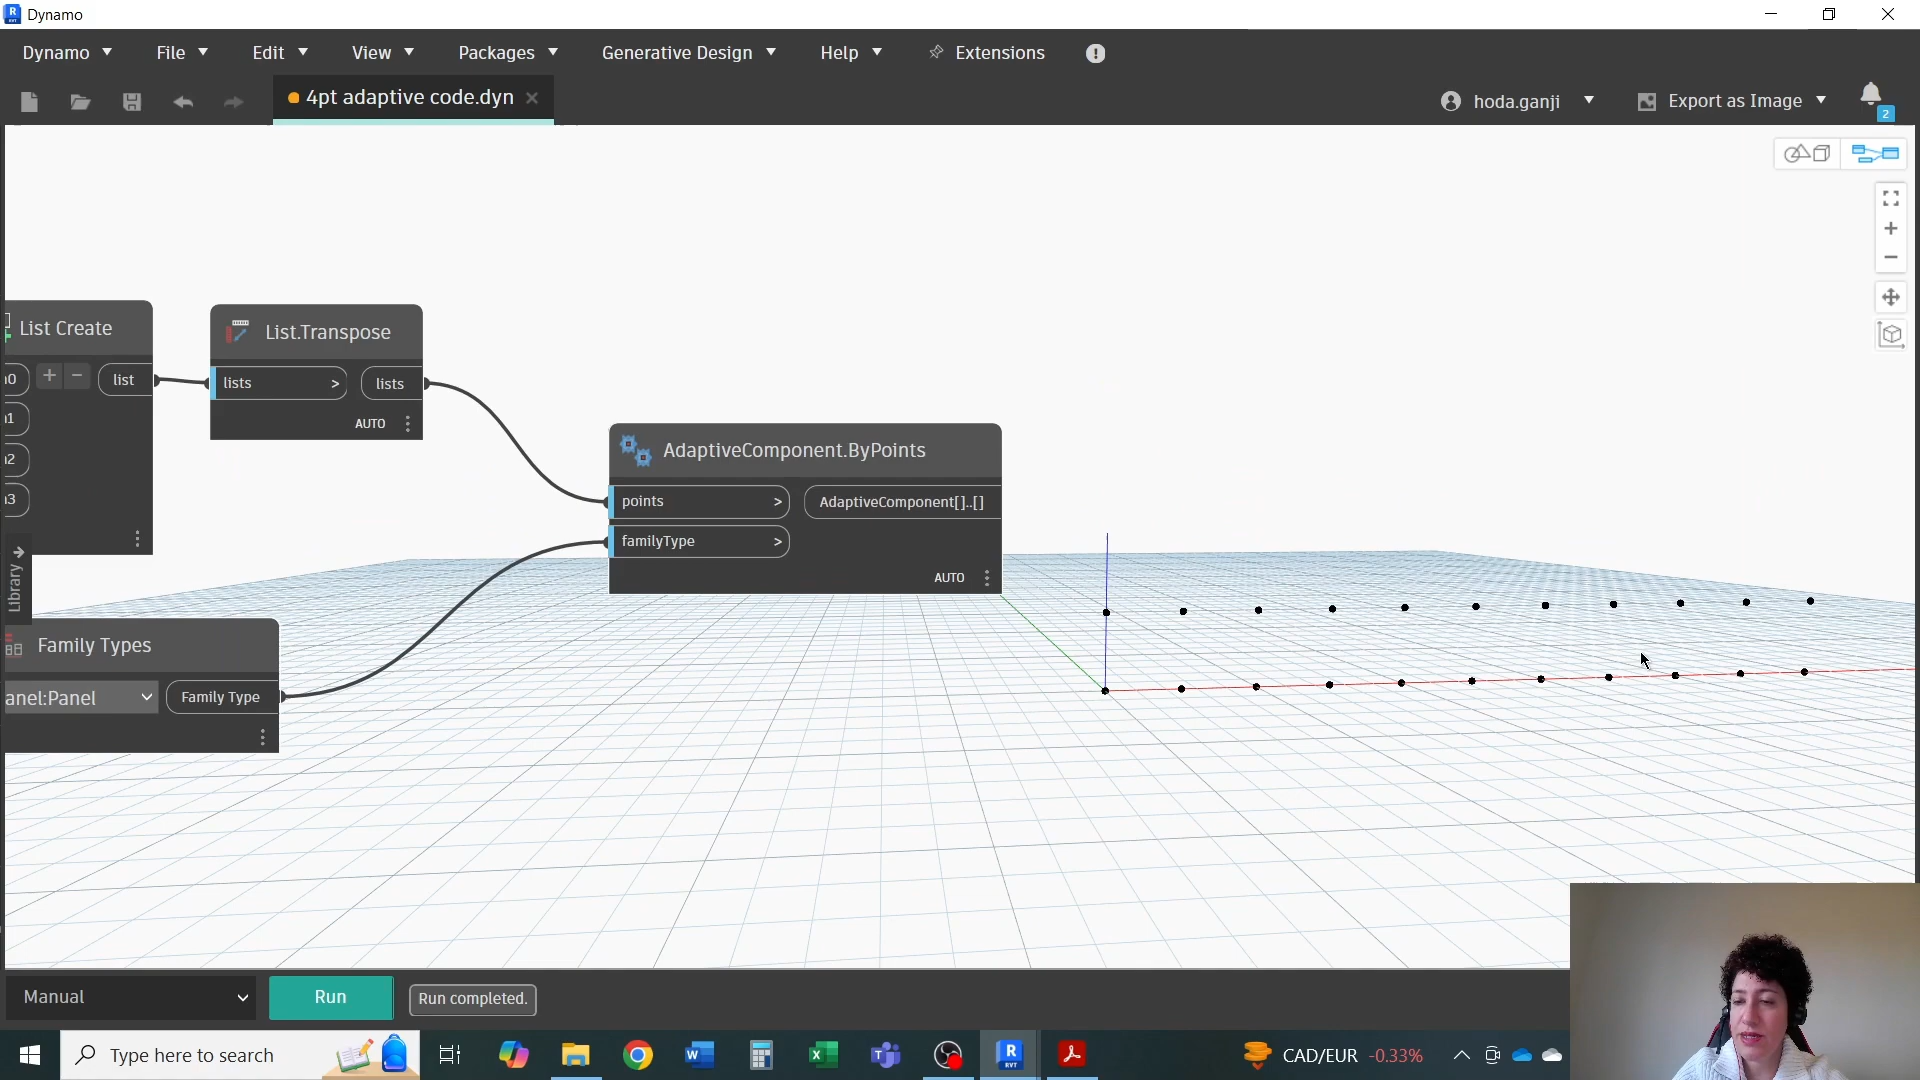 Dynamo
Dynamo File Edit View Packages Generative Design Help Extensions
4pt adaptive code.dyn
hoda.ganji
Export as Image
2
List Create
list
List.Transpose
lists > lists
AUTO
AdaptiveComponent.ByPoints
points > AdaptiveComponent[]..[]
familyType >
AUTO
Library
Family Types
anel:Panel
Family Type
Manual
Run
Run completed.
Type here to search
CAD/EUR -0.33%